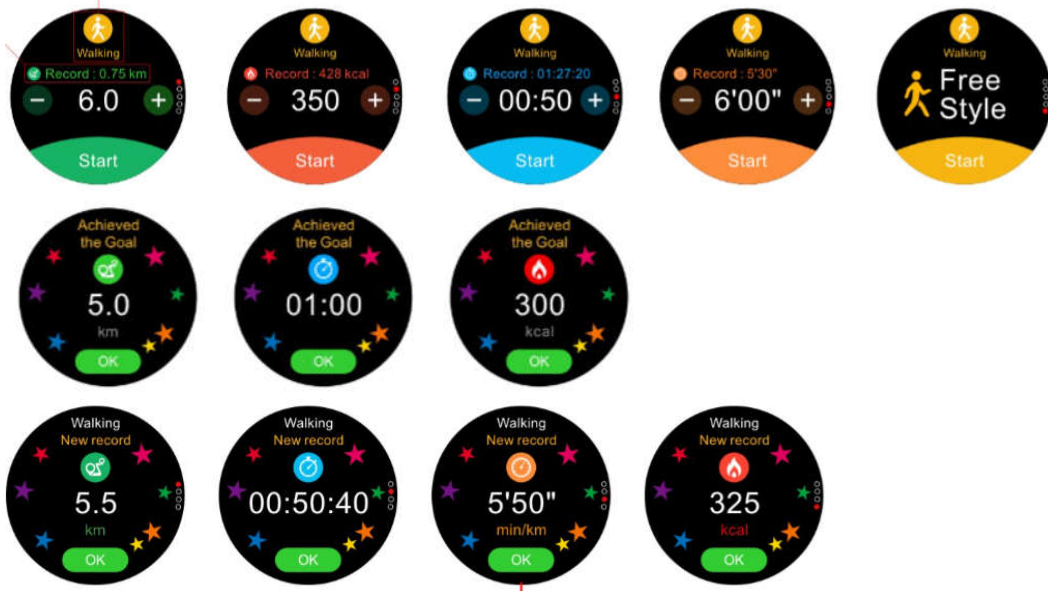 Walking
Record : 0.75 km
− 6.0 +
Start
Walking
Record : 428 kcal
− 350 +
Start
Walking
Record : 01:27:20
− 00:50 +
Start
Walking
Record : 5'30"
− 6'00" +
Start
Walking
Free
Style
Start
Achieved
the Goal
5.0
km
OK
Achieved
the Goal
01:00
OK
Achieved
the Goal
300
kcal
OK
Walking
New record
5.5
km
OK
Walking
New record
00:50:40
OK
Walking
New record
5'50"
min/km
OK
Walking
New record
325
kcal
OK